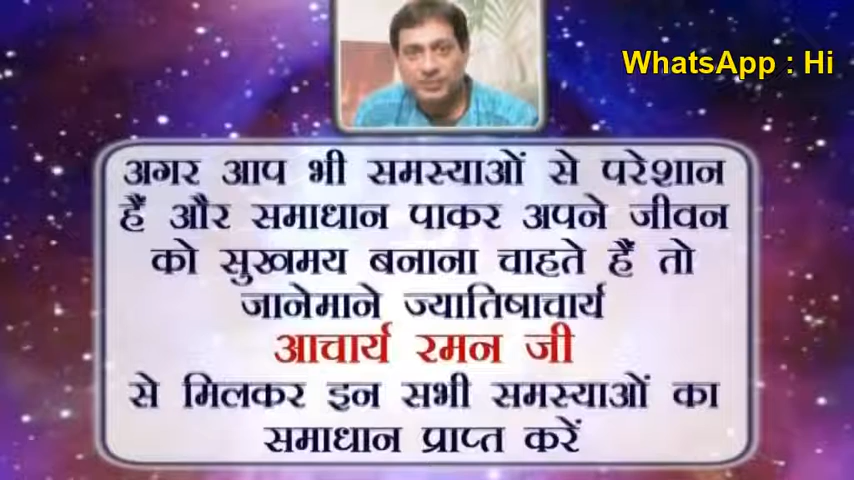 WhatsApp : Hi
अगर आप भी समस्याओं से परेशान
हैं और समाधान पाकर अपने जीवन
को सुखमय बनाना चाहते हैं तो
जानेमाने ज्यातिषाचार्य
आचार्य रमन जी
से मिलकर इन सभी समस्याओं का
समाधान प्राप्त करें